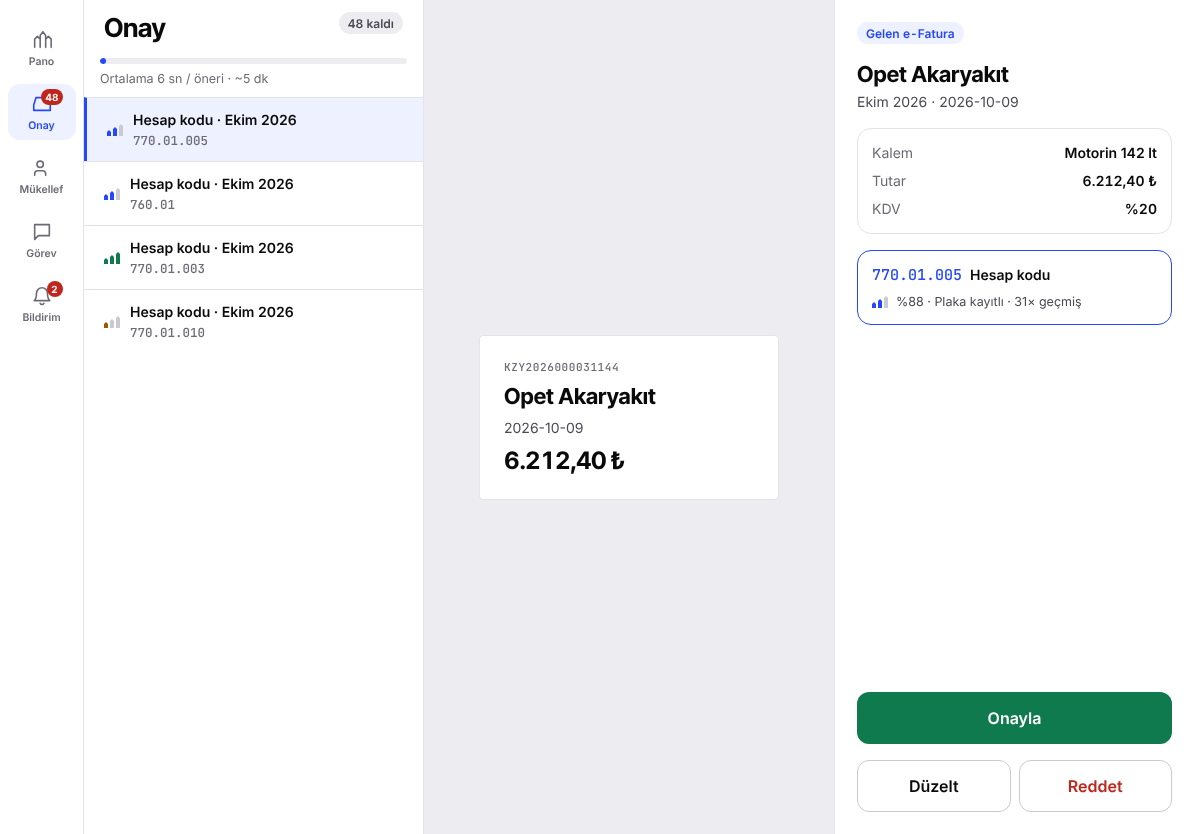 Pano
48
Onay
Mükellef
Görev
2
Bildirim
Onay
48 kaldı
Ortalama 6 sn / öneri · ~5 dk
Hesap kodu · Ekim 2026
770.01.005
Hesap kodu · Ekim 2026
760.01
Hesap kodu · Ekim 2026
770.01.003
Hesap kodu · Ekim 2026
770.01.010
KZY2026000031144
Opet Akaryakıt
2026-10-09
6.212,40 ₺
Gelen e-Fatura
Opet Akaryakıt
Ekim 2026 · 2026-10-09
Kalem Motorin 142 lt
Tutar 6.212,40 ₺
KDV %20
770.01.005 Hesap kodu
%88 · Plaka kayıtlı · 31× geçmiş
Onayla
Düzelt Reddet